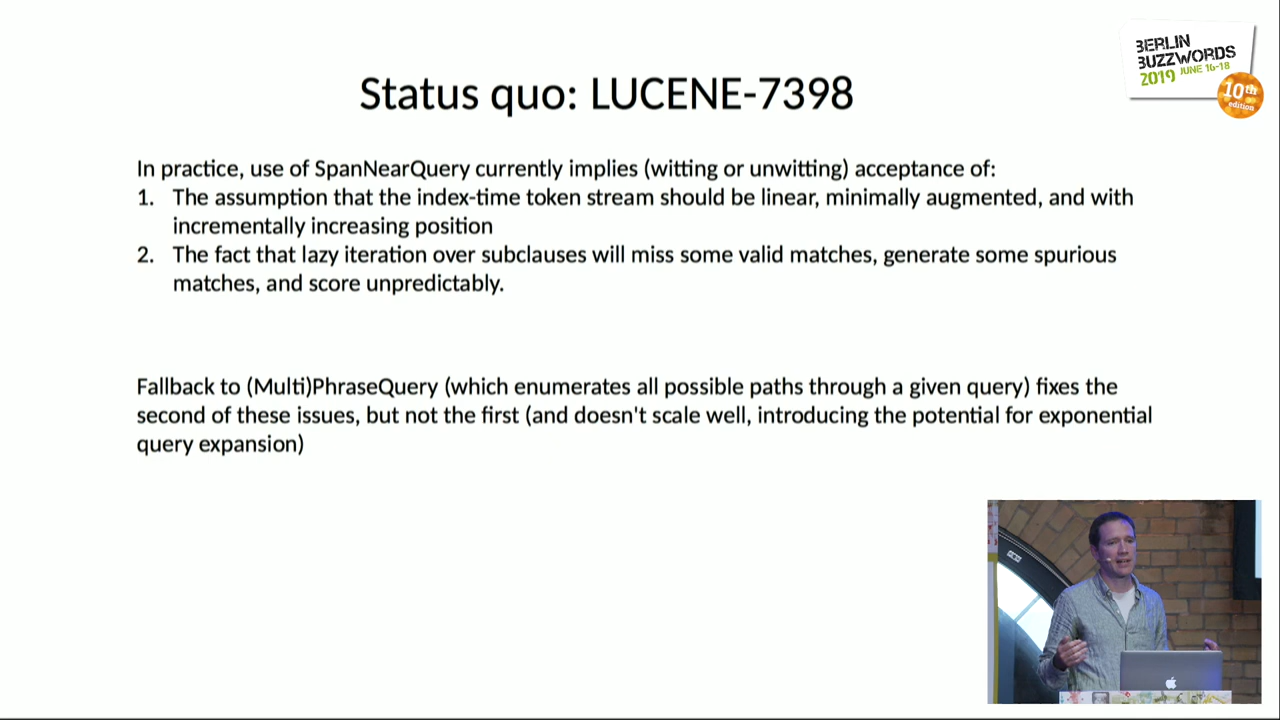 BERLIN
BUZZWORDS
2019 JUNE 16-18
10th
edition
Status quo: LUCENE-7398
In practice, use of SpanNearQuery currently implies (witting or unwitting) acceptance of:
1. The assumption that the index-time token stream should be linear, minimally augmented, and with
incrementally increasing position
2. The fact that lazy iteration over subclauses will miss some valid matches, generate some spurious
matches, and score unpredictably.
Fallback to (Multi)PhraseQuery (which enumerates all possible paths through a given query) fixes the
second of these issues, but not the first (and doesn't scale well, introducing the potential for exponential
query expansion)